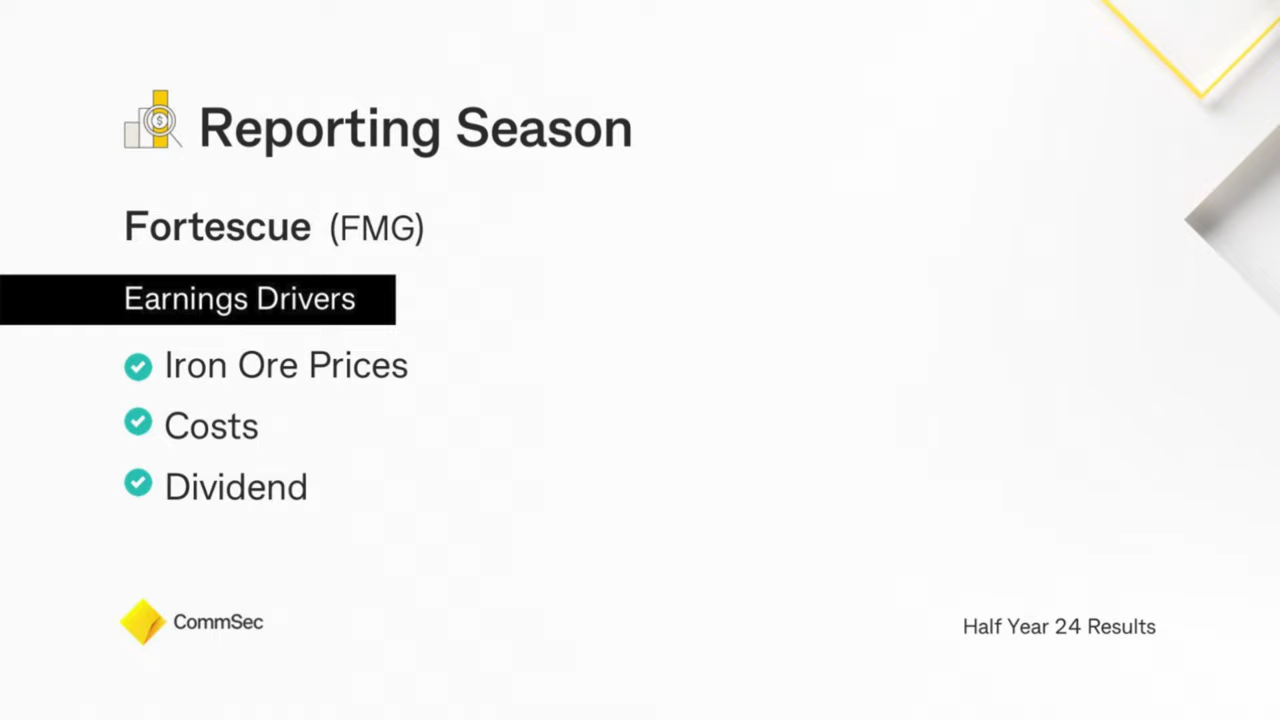 Reporting Season
Fortescue (FMG)
Earnings Drivers
Iron Ore Prices
Costs
Dividend
CommSec
Half Year 24 Results